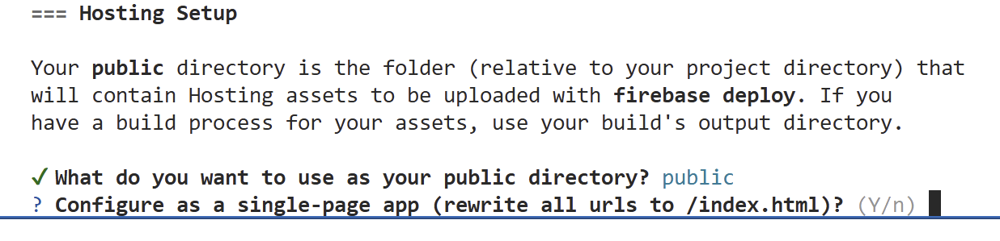 === Hosting Setup
Your public directory is the folder (relative to your project directory) that
will contain Hosting assets to be uploaded with firebase deploy. If you
have a build process for your assets, use your build's output directory.
✓ What do you want to use as your public directory? public
? Configure as a single-page app (rewrite all urls to /index.html)? (Y/n)